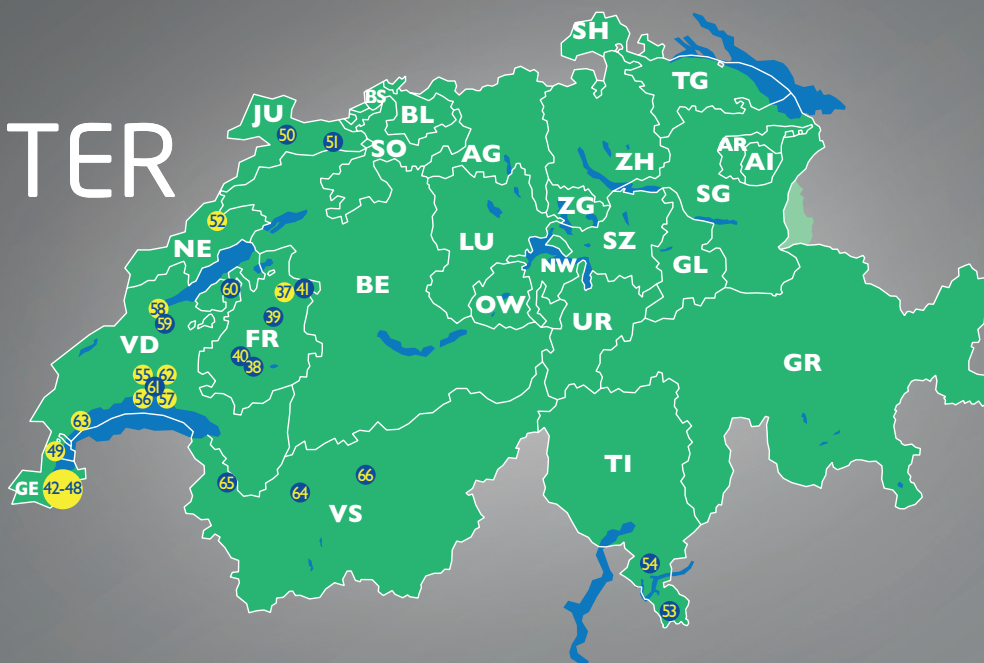 TER
SH
TG
BS
BL
JU
50
51
SO
AG
ZH
AR
AI
SG
ZG
52
NE
LU
SZ
NW
GL
BE
60
37
41
OW
UR
58
59
39
FR
VD
40
38
GR
55
62
61
56
57
63
49
GE
42-48
65
64
66
VS
TI
54
53